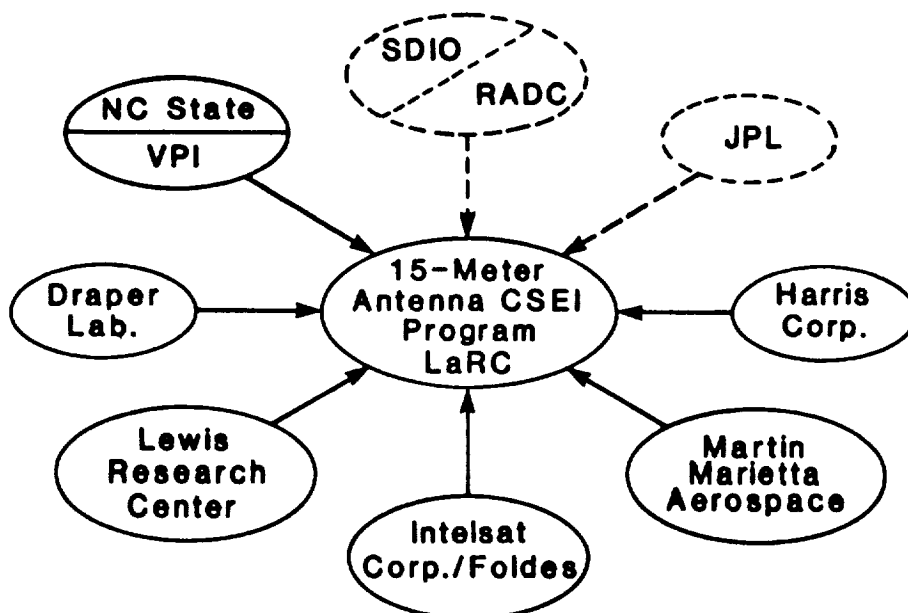 SDIO
RADC
NC State
VPI
JPL
15-Meter
Antenna CSEI
Program
LaRC
Draper
Lab.
Harris
Corp.
Lewis
Research
Center
Martin
Marietta
Aerospace
Intelsat
Corp./Foldes